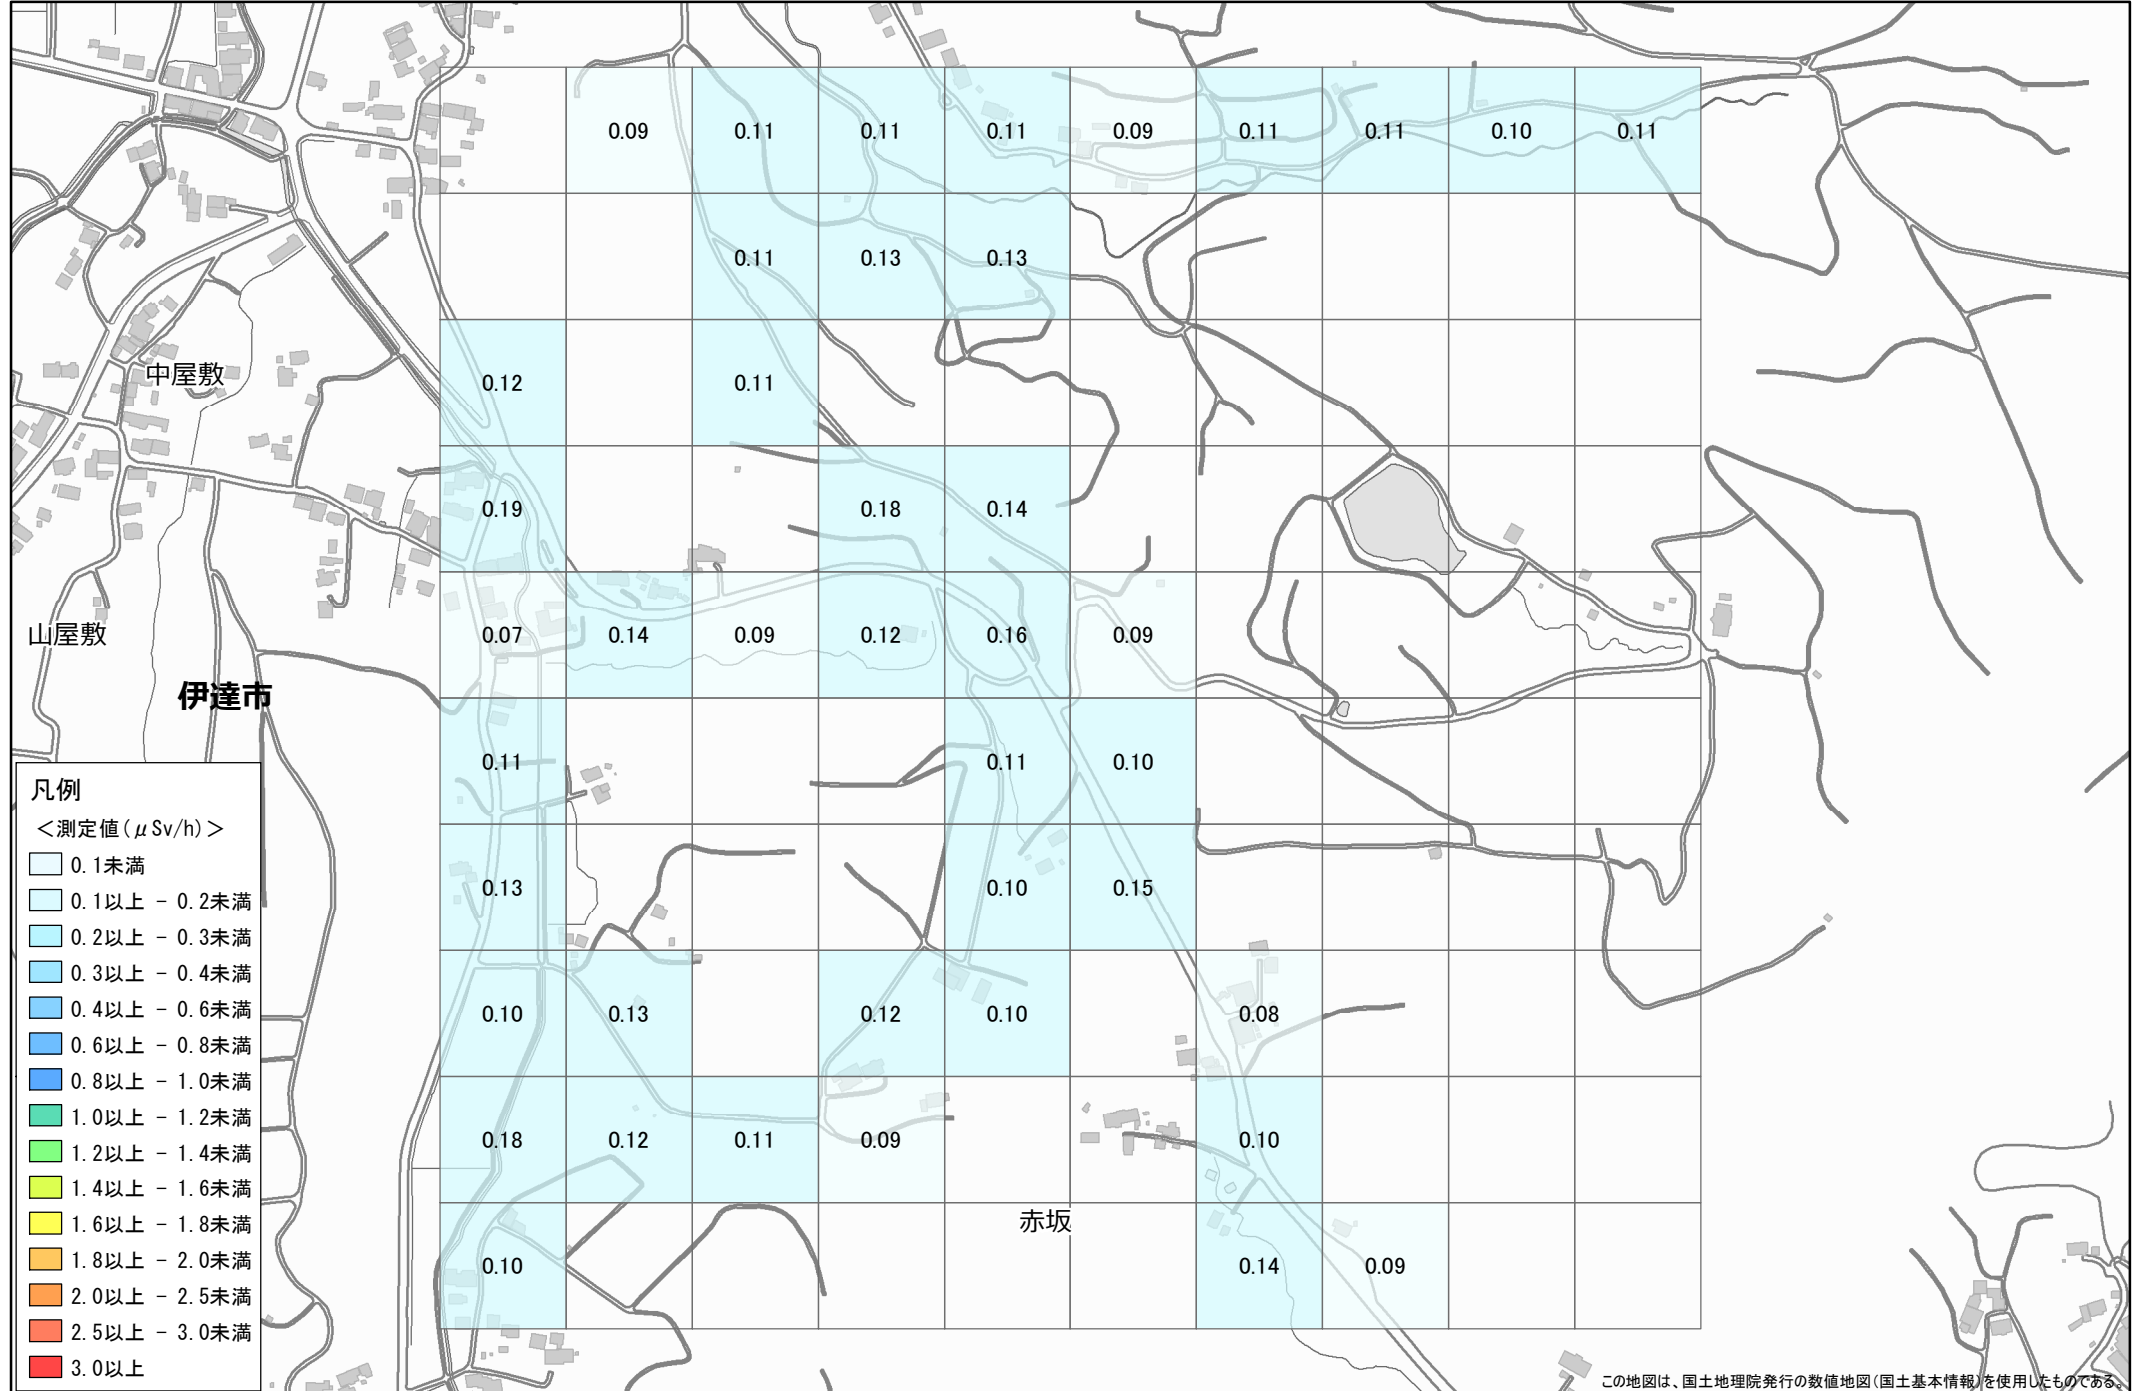 0.09 0.11 0.11 0.11 0.09 0.11 0.11 0.10 0.11
0.11 0.13 0.13
0.12 0.11
中屋敷
0.19 0.18 0.14
0.07 0.14 0.09 0.12 0.16 0.09
山屋敷
伊達市
0.11 0.11 0.10
0.13 0.10 0.15
0.10 0.13 0.12 0.10 0.08
0.18 0.12 0.11 0.09 0.10
赤坂
0.10 0.14 0.09
凡例
＜測定値(μSv/h)＞
0.1未満
0.1以上 - 0.2未満
0.2以上 - 0.3未満
0.3以上 - 0.4未満
0.4以上 - 0.6未満
0.6以上 - 0.8未満
0.8以上 - 1.0未満
1.0以上 - 1.2未満
1.2以上 - 1.4未満
1.4以上 - 1.6未満
1.6以上 - 1.8未満
1.8以上 - 2.0未満
2.0以上 - 2.5未満
2.5以上 - 3.0未満
3.0以上
この地図は、国土地理院発行の数値地図(国土基本情報)を使用したものである。